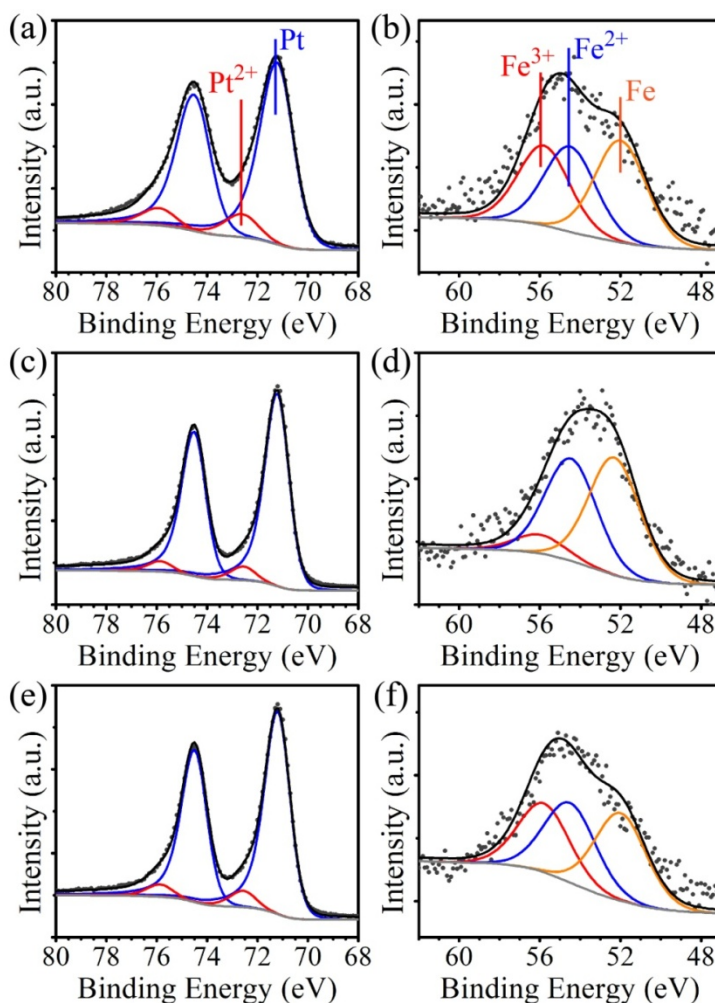 (a)
Pt
Pt2+
Intensity (a.u.)
80 78 76 74 72 70 68
Binding Energy (eV)
(b)
Fe3+
Fe2+
Fe
Intensity (a.u.)
60 56 52 48
Binding Energy (eV)
(c)
Intensity (a.u.)
80 78 76 74 72 70 68
Binding Energy (eV)
(d)
Intensity (a.u.)
60 56 52 48
Binding Energy (eV)
(e)
Intensity (a.u.)
80 78 76 74 72 70 68
Binding Energy (eV)
(f)
Intensity (a.u.)
60 56 52 48
Binding Energy (eV)